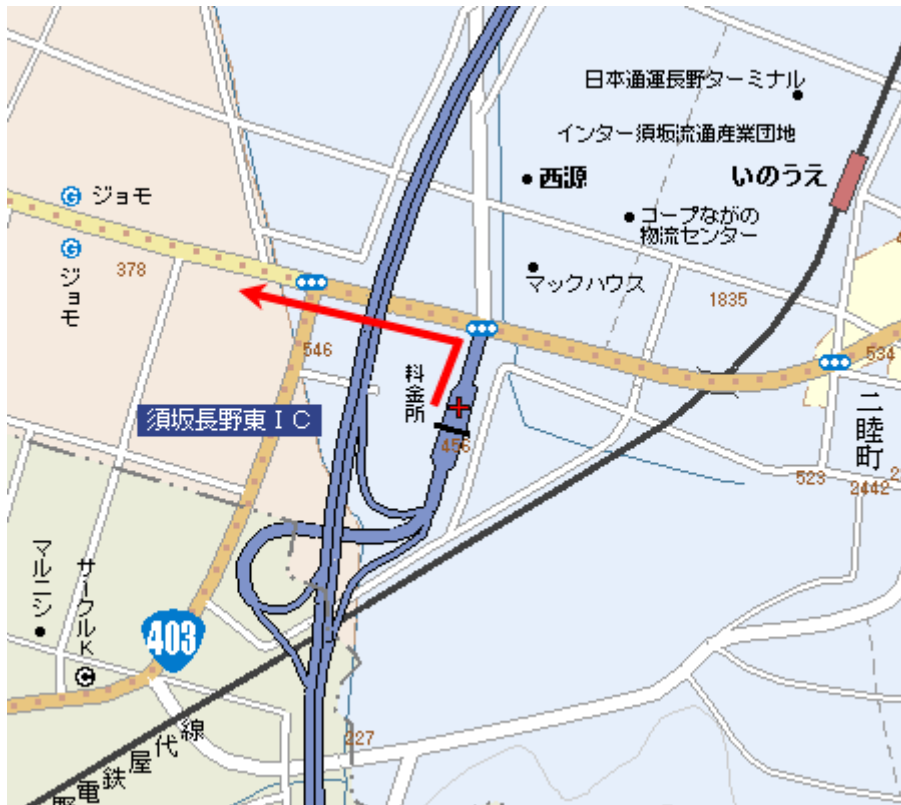 日本通運長野ターミナル
インター須坂流通産業団地
西源
いのうえ
ジョモ
コープながの
物流センター
ジョモ
378
マックハウス
1835
546
534
料金所
須坂長野東IC
456
二睦町
523
2442
マルニシ
サークルK
403
227
電鉄屋代線